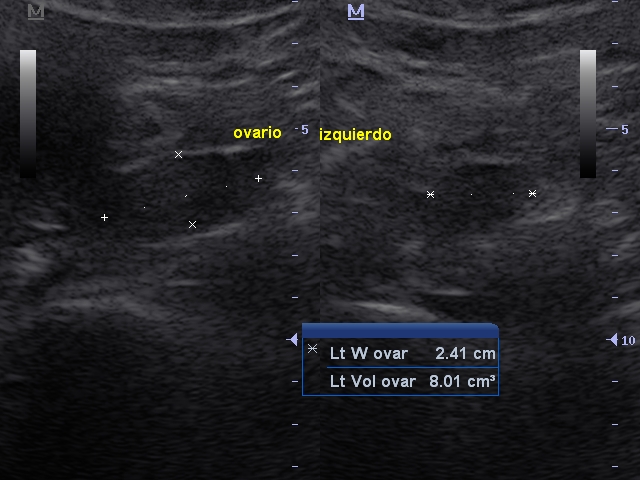 M
M
ovario
izquierdo
5
5
10
Lt W ovar 2.41 cm
Lt Vol ovar 8.01 cm³